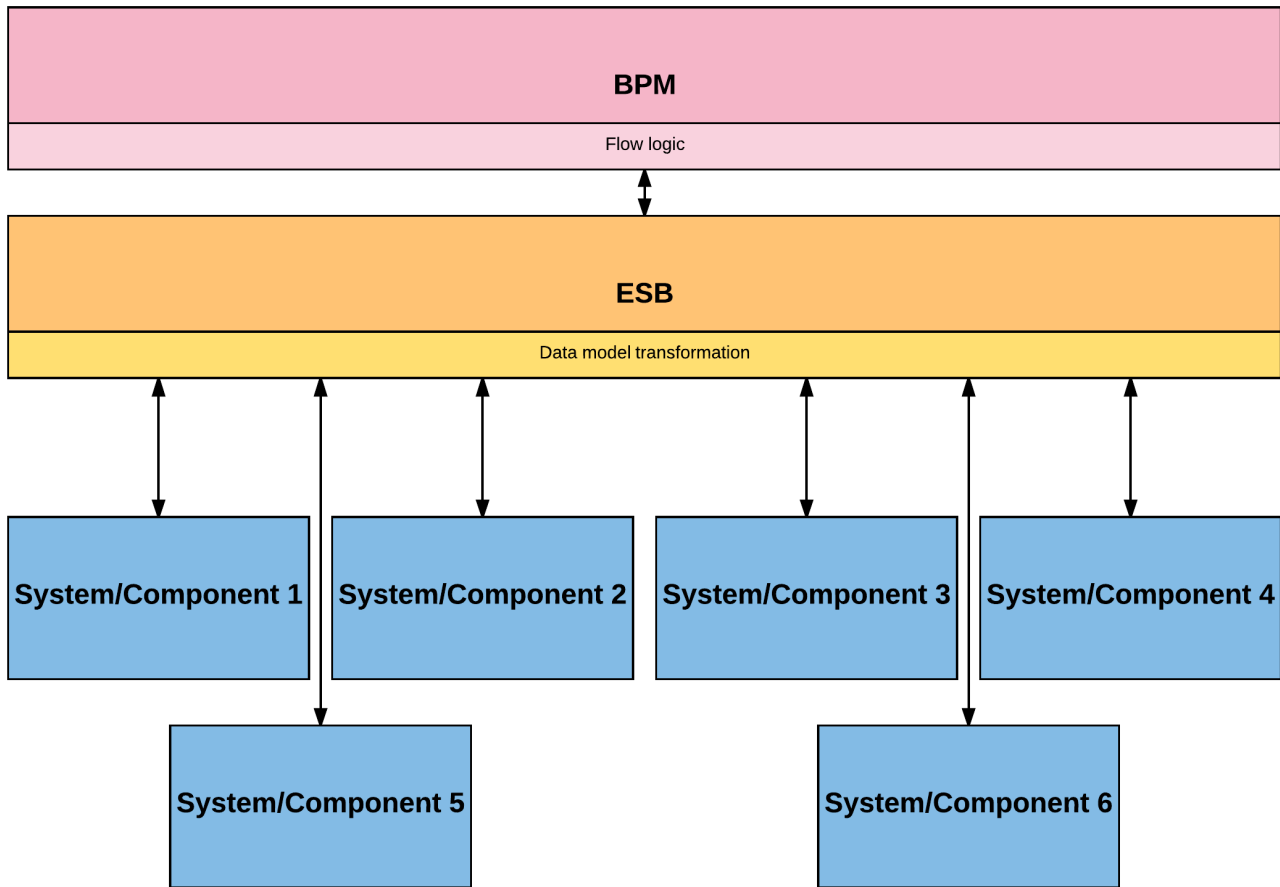 BPM
Flow logic
ESB
Data model transformation
System/Component 1
System/Component 2
System/Component 3
System/Component 4
System/Component 5
System/Component 6